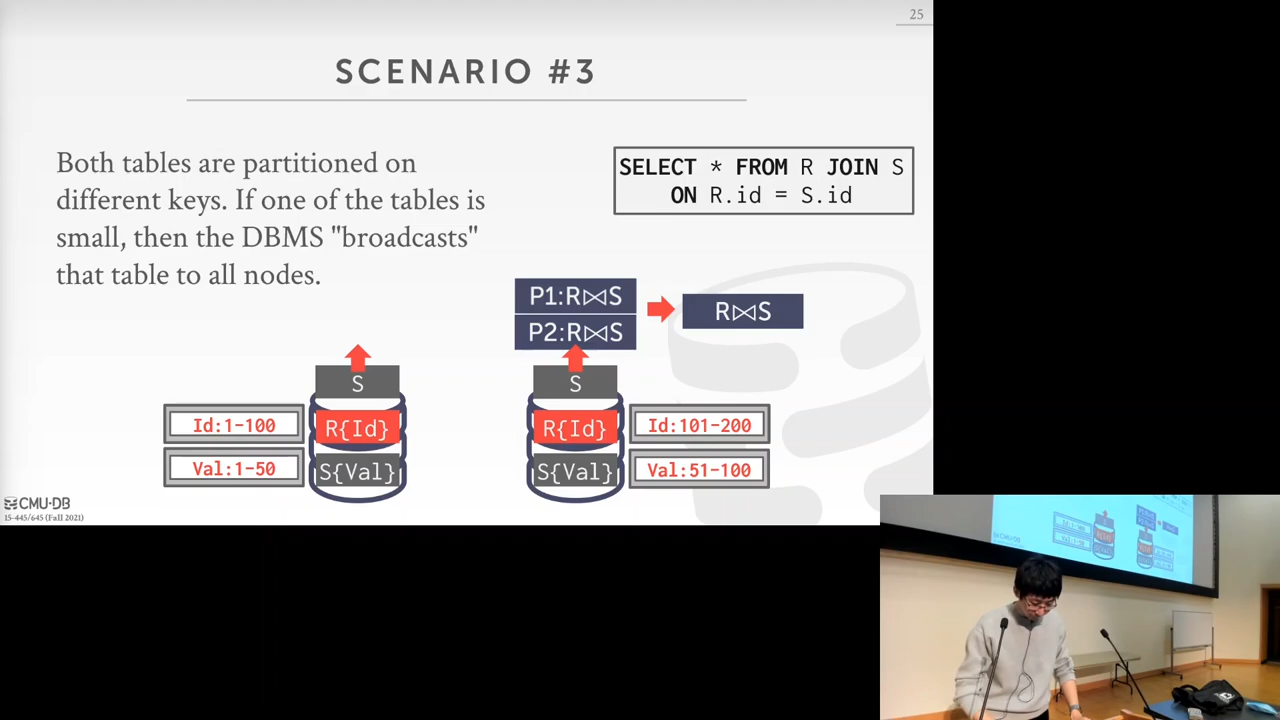 25
SCENARIO #3
Both tables are partitioned on
different keys. If one of the tables is
small, then the DBMS "broadcasts"
that table to all nodes.
SELECT * FROM R JOIN S
ON R.id = S.id
P1:R⋈S
P2:R⋈S
R⋈S
S
S
Id:1-100
R{Id}
R{Id}
Id:101-200
Val:1-50
S{Val}
S{Val}
Val:51-100
CMU·DB
15-445/645 (Fall 2021)